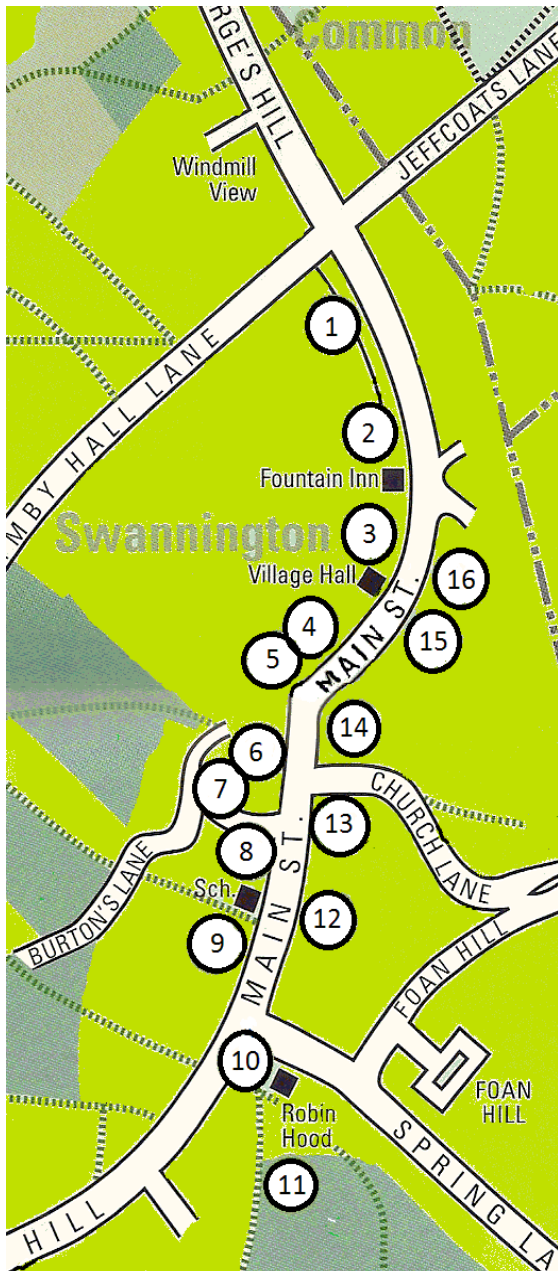 Common
RGE'S HILL
JEFFCOATS LANE
Windmill
View
1
MBY HALL LANE
2
Fountain Inn
Swannington
3
Village Hall
16
4
MAIN ST.
15
5
14
6
7
CHURCH LANE
13
8
MAIN ST.
BURTON'S LANE
Sch.
12
9
FOAN HILL
10
FOAN
HILL
Robin
Hood
SPRING LA
11
HILL